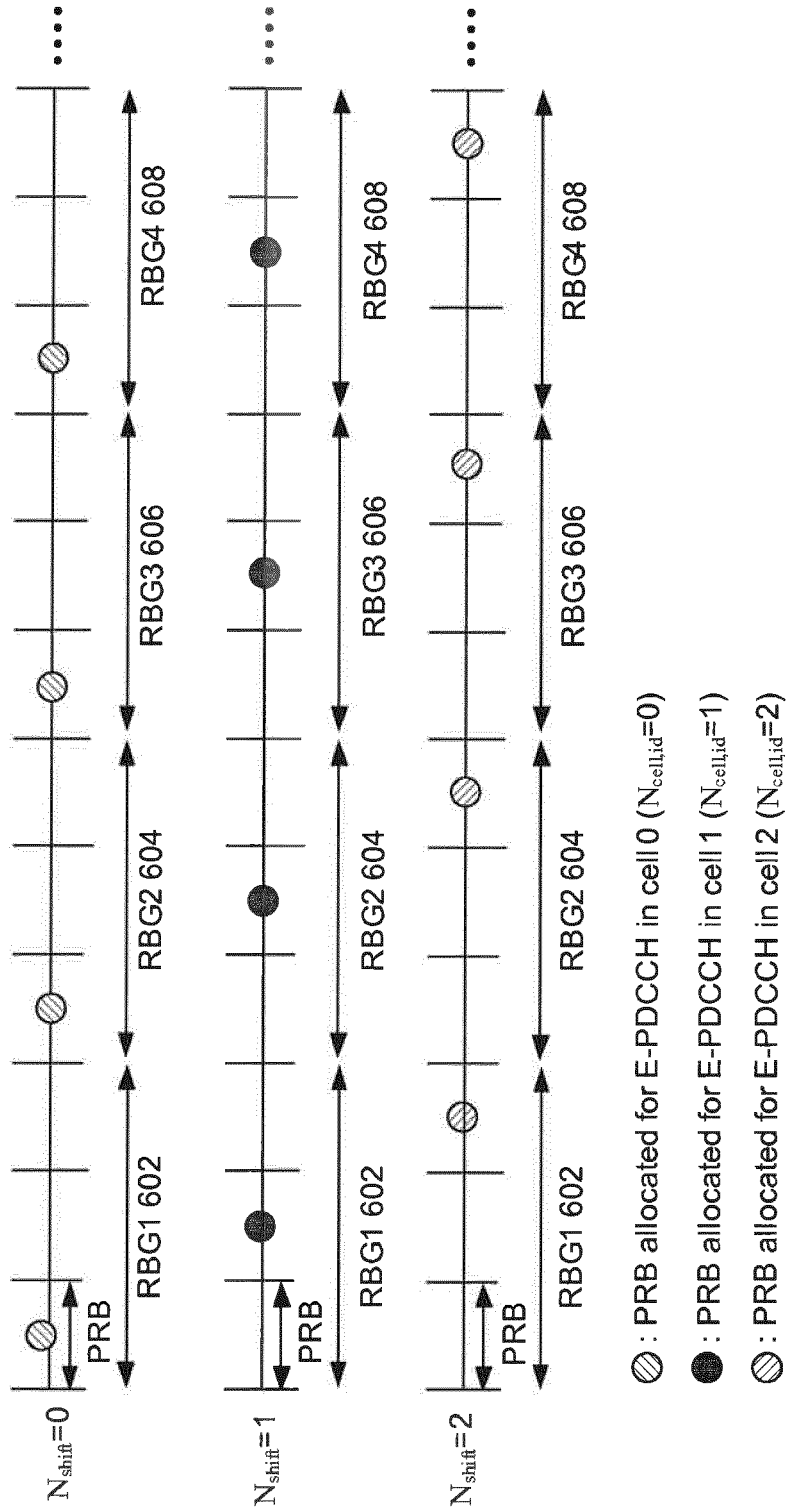 N_shift=0
PRB
RBG1 602
RBG2 604
RBG3 606
RBG4 608
N_shift=1
PRB
RBG1 602
RBG2 604
RBG3 606
RBG4 608
N_shift=2
PRB
RBG1 602
RBG2 604
RBG3 606
RBG4 608
: PRB allocated for E-PDCCH in cell 0 (N_cell,id=0)
: PRB allocated for E-PDCCH in cell 1 (N_cell,id=1)
: PRB allocated for E-PDCCH in cell 2 (N_cell,id=2)